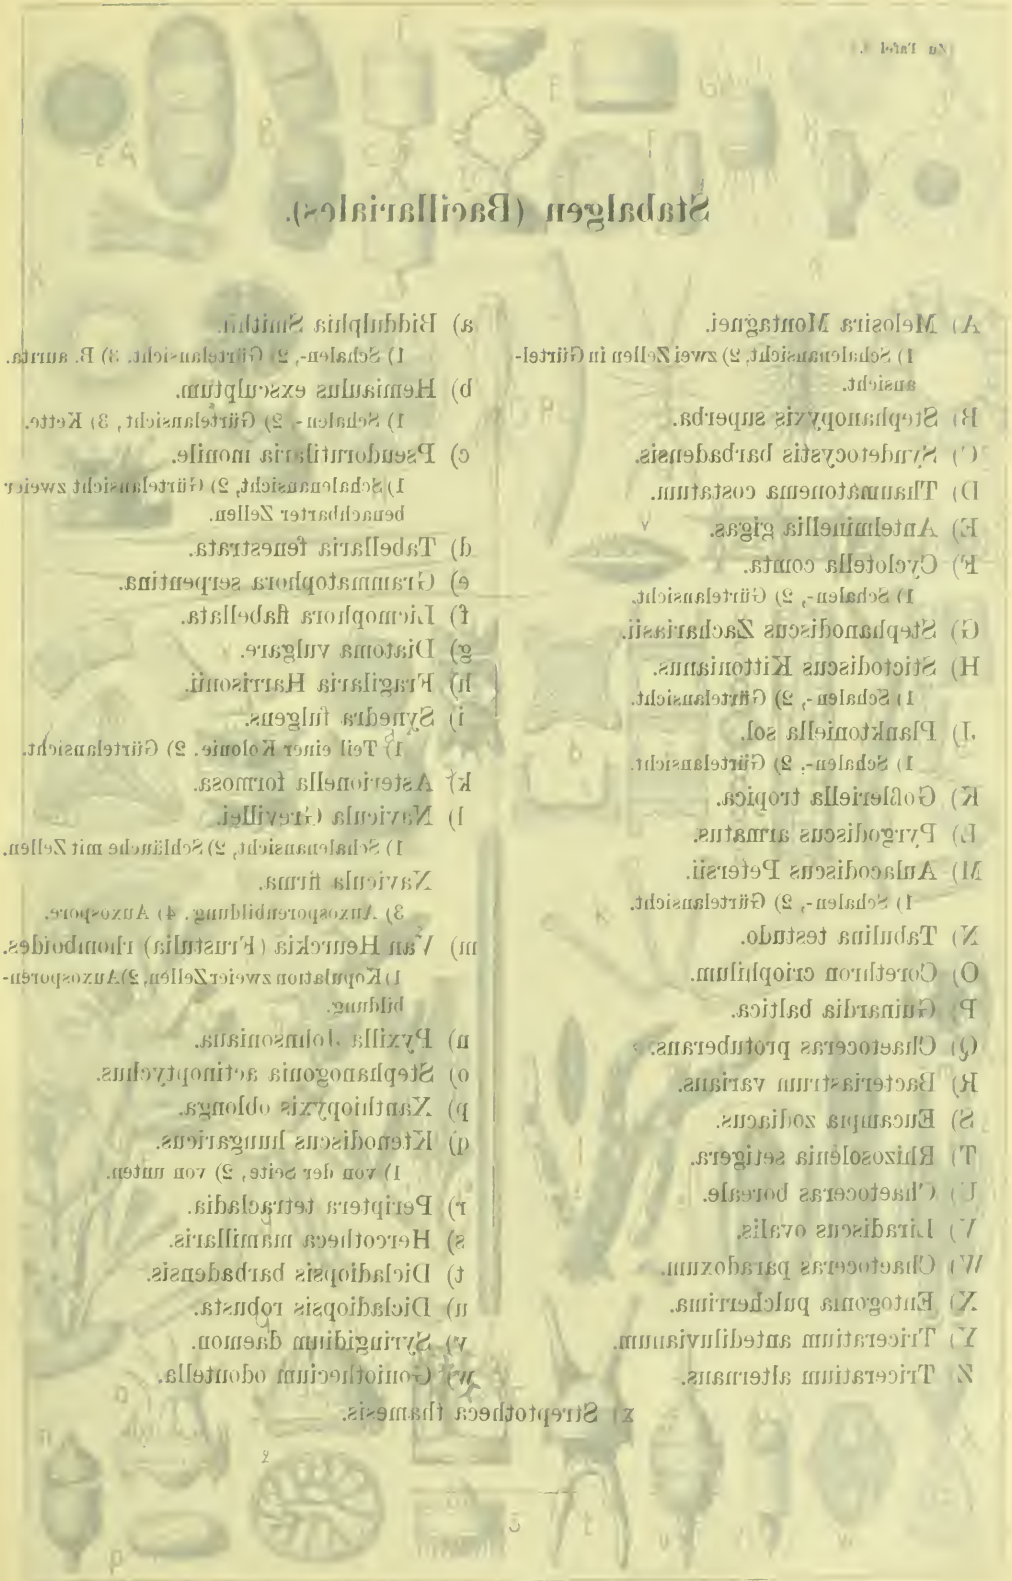 Zu Tafel
Stabalgen (Bacillariales).
A) Melosira Montagnei.
1) Schalenansicht, 2) zwei Zellen in Gürtel-
ansicht.
B) Stephanopyxis superba.
C) Syndetocystis barbadensis.
D) Thaumatonema costatum.
E) Antelminellia gigas.
F) Cyclotella comta.
1) Schalen-, 2) Gürtelansicht.
G) Stephanodiscus Zachariasii.
H) Stictodiscus Kittonianus.
1) Schalen-, 2) Gürtelansicht.
J) Planktoniella sol.
1) Schalen-, 2) Gürtelansicht.
K) Goßleriella tropica.
L) Pyrgodiscus armatus.
M) Aulacodiscus Petersii.
1) Schalen-, 2) Gürtelansicht.
N) Tabulina testudo.
O) Corethron criophilum.
P) Guinardia baltica.
Q) Chaetoceras protuberans.
R) Bacteriastrum varians.
S) Eucampia zodiacus.
T) Rhizosolenia setigera.
U) Chaetoceras boreale.
V) Liradiscus ovalis.
W) Chaetoceras paradoxum.
X) Entogonia pulcherrima.
Y) Triceratium antediluvianum.
Z) Triceratium alternans.
a) Biddulphia Smithii.
1) Schalen-, 2) Gürtelansicht. 3) B. aurita.
b) Hemiaulus exsculptum.
1) Schalen-, 2) Gürtelansicht, 3) Kette.
c) Pseudorutilaria monile.
1) Schalenansicht, 2) Gürtelansicht zweier
benachbarter Zellen.
d) Tabellaria fenestrata.
e) Grammatophora serpentina.
f) Licmophora flabellata.
g) Diatoma vulgare.
h) Fragilaria Harrisonii.
i) Synedra fulgens.
1) Teil einer Kolonie. 2) Gürtelansicht.
k) Asterionella formosa.
l) Navicula Grevillei.
1) Schalenansicht, 2) Schläuche mit Zellen.
Navicula firma.
3) Auxosporenbildung. 4) Auxospore.
m) Van Heurckia (Frustulia) rhomboides.
1) Kopulation zweier Zellen, 2) Auxosporen-
bildung.
n) Pyxilla Johnsoniana.
o) Stephanogonia actinoptychus.
p) Xanthiopyxis oblonga.
q) Ktenodiscus hungaricus.
1) von der Seite, 2) von unten.
r) Periptera tetracladia.
s) Hercotheca mamillaris.
t) Dicladiopsis barbadensis.
u) Dicladiopsis robusta.
v) Syringidium daemon.
w) Goniothecium odontella.
x) Streptotheca thamesis.